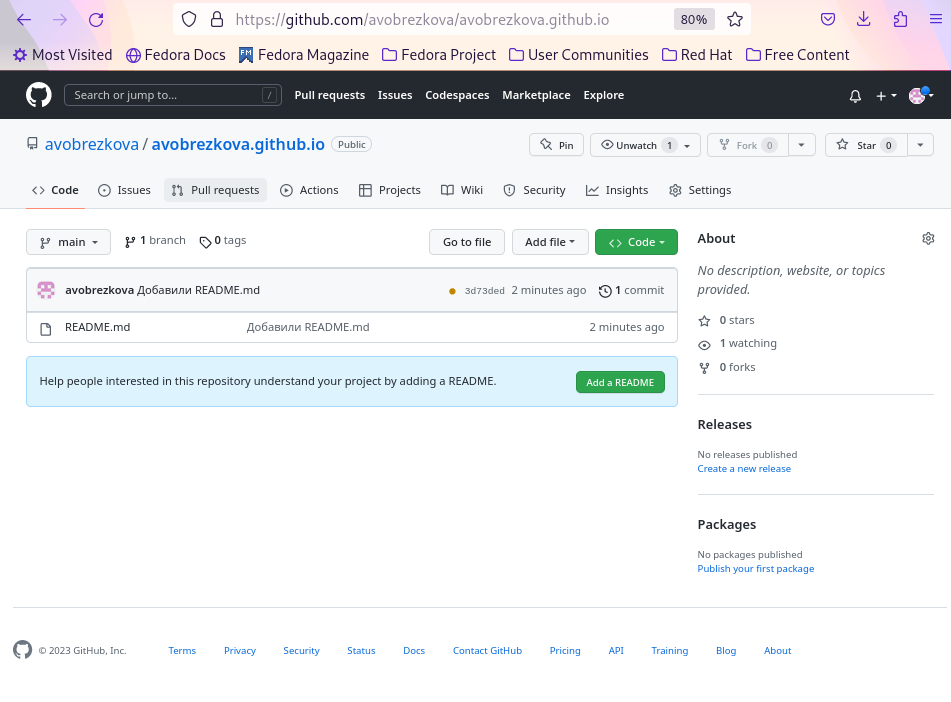 https://github.com/avobrezkova/avobrezkova.github.io 80%
Most Visited Fedora Docs Fedora Magazine Fedora Project User Communities Red Hat Free Content
Search or jump to... / Pull requests Issues Codespaces Marketplace Explore
avobrezkova / avobrezkova.github.io Public Pin Unwatch 1 Fork 0 Star 0
Code Issues Pull requests Actions Projects Wiki Security Insights Settings
main 1 branch 0 tags Go to file Add file Code
avobrezkova Добавили README.md 3d73ded 2 minutes ago 1 commit
README.md Добавили README.md 2 minutes ago
Help people interested in this repository understand your project by adding a README. Add a README
About
No description, website, or topics
provided.
0 stars
1 watching
0 forks
Releases
No releases published
Create a new release
Packages
No packages published
Publish your first package
© 2023 GitHub, Inc. Terms Privacy Security Status Docs Contact GitHub Pricing API Training Blog About